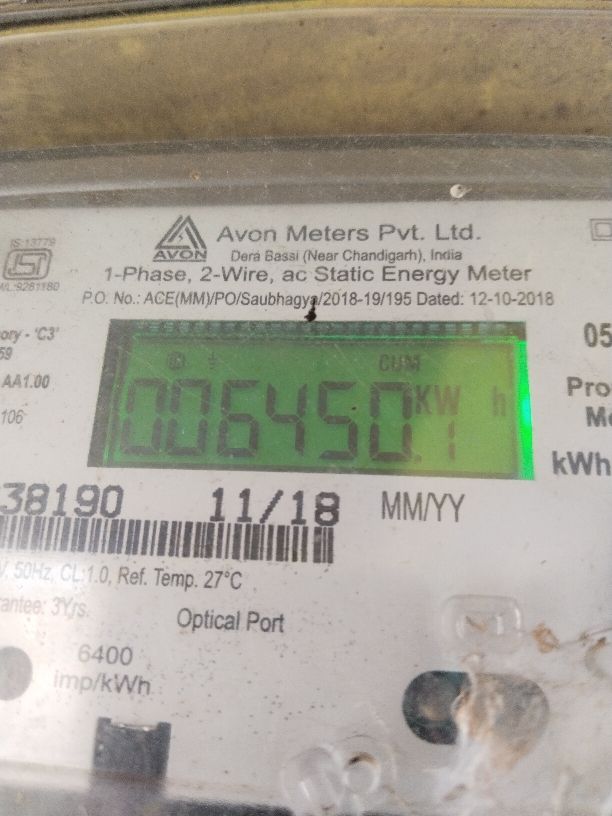 AVON
Avon Meters Pvt. Ltd.
Dera Bassi (Near Chandigarh), India
1-Phase, 2-Wire, ac Static Energy Meter
P.O. No.: ACE(MM)/PO/Saubhagya/2018-19/195 Dated: 12-10-2018
IS:13779
ISI
WL:9281180
ory - 'C3'
59
AA1.00
106
CUM
006450.1 KW h
05
Pro
kWh
38190 11/18 MM/YY
V, 50Hz, CL:1.0, Ref. Temp. 27°C
rantee: 3Yrs.
Optical Port
6400
imp/kWh